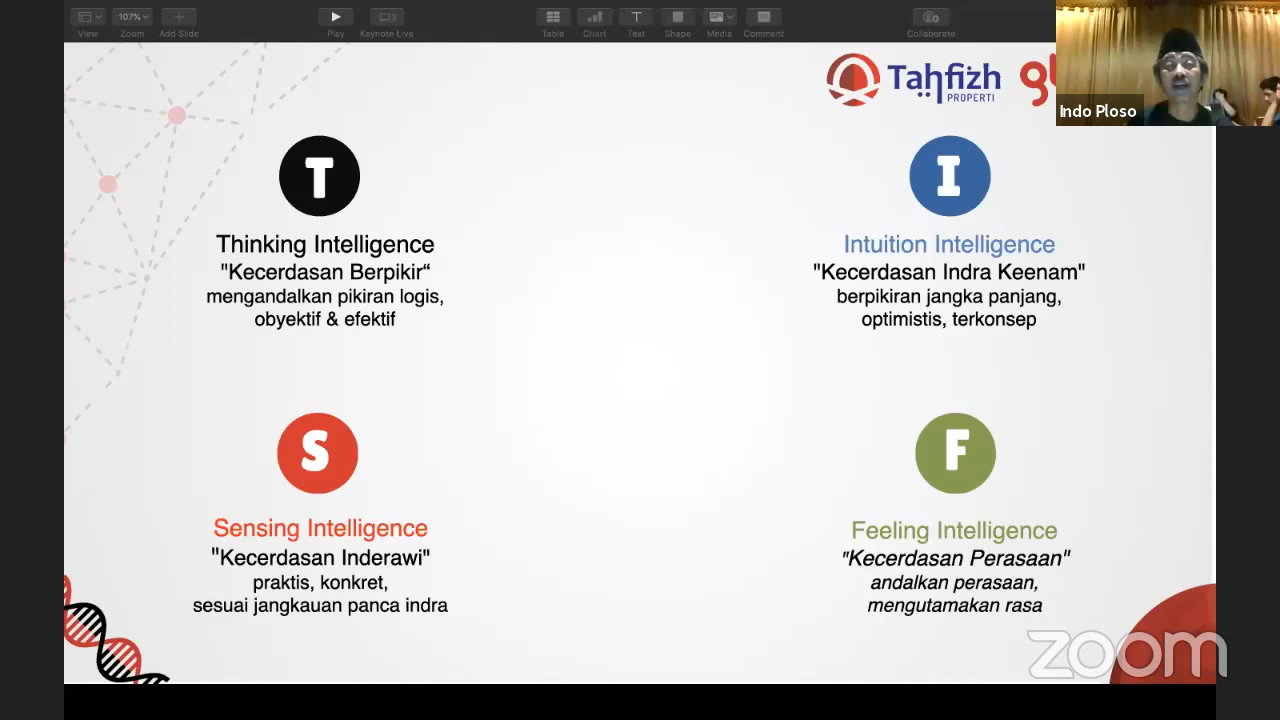 View
107%
Zoom
Add Slide
Play
Keynote Live
Table
Chart
T
Text
Shape
Media
Comment
Collaborate
Indo Ploso
Tahfizh
PROPERTI
T
Thinking Intelligence
"Kecerdasan Berpikir“
mengandalkan pikiran logis,
obyektif & efektif
I
Intuition Intelligence
"Kecerdasan Indra Keenam"
berpikiran jangka panjang,
optimistis, terkonsep
S
Sensing Intelligence
"Kecerdasan Inderawi"
praktis, konkret,
sesuai jangkauan panca indra
F
Feeling Intelligence
"Kecerdasan Perasaan"
andalkan perasaan,
mengutamakan rasa
zoom